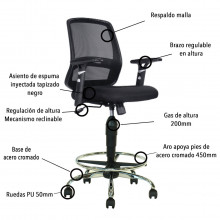 Respaldo malla
Brazo regulable
en altura
Asiento de espuma
inyectada tapizado
negro
Regulación de altura
Mecanismo reclinable
Gas de altura
200mm
Base de
acero cromado
Aro apoya pies de
acero cromado 450mm
Ruedas PU 50mm